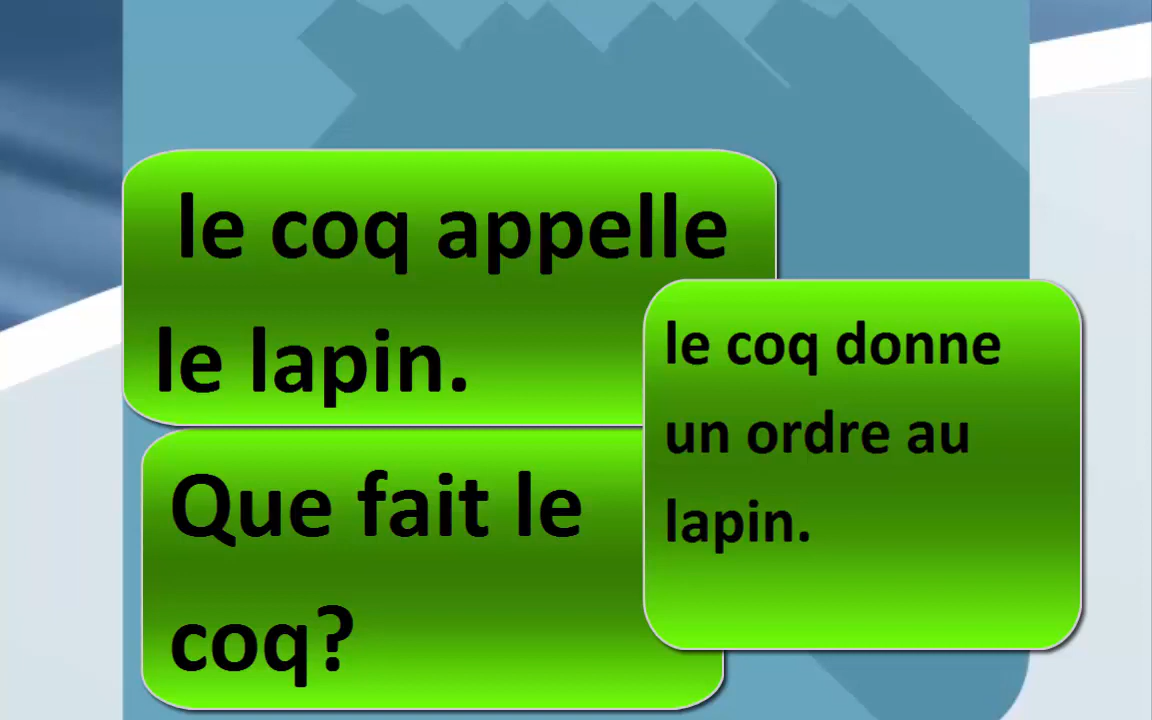 le coq appelle
le lapin.
Que fait le
coq?
le coq donne
un ordre au
lapin.